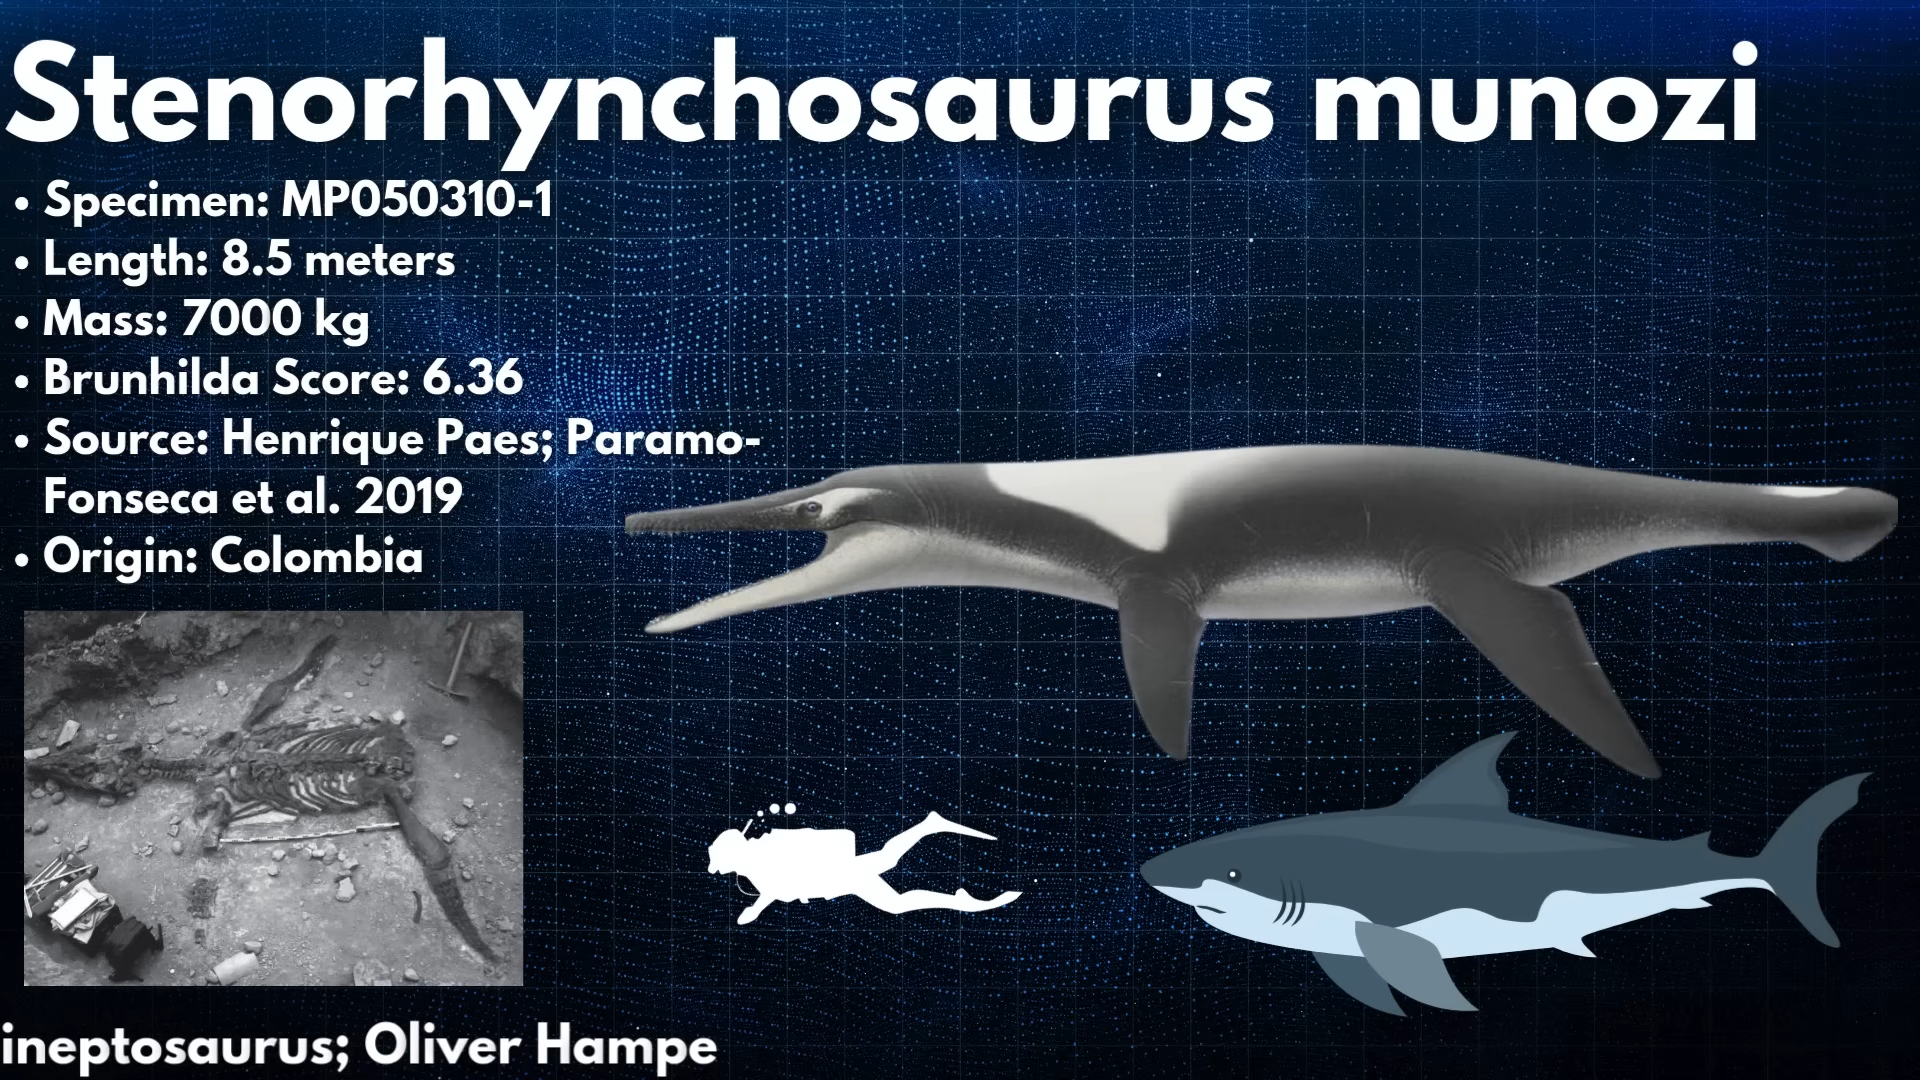 Stenorhynchosaurus munozi
• Specimen: MP050310-1
• Length: 8.5 meters
• Mass: 7000 kg
• Brunhilda Score: 6.36
• Source: Henrique Paes; Paramo-
Fonseca et al. 2019
• Origin: Colombia
ineptosaurus; Oliver Hampe